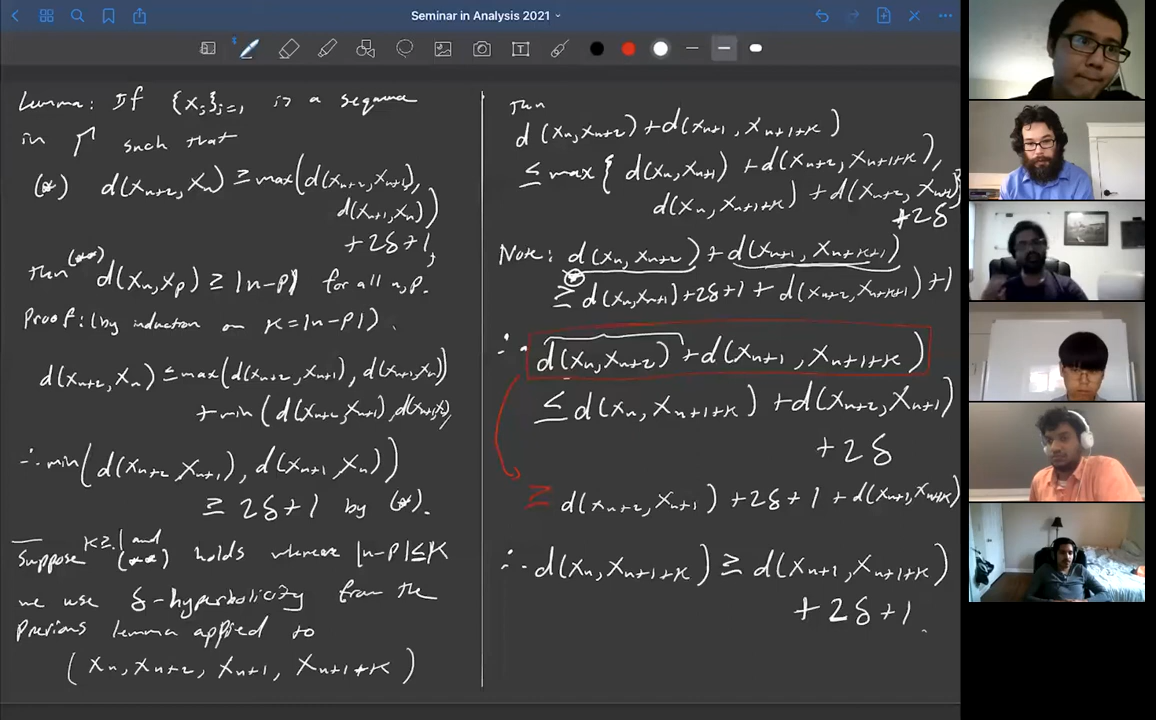 Seminar in Analysis 2021
Lemma: If {x_j}_{j=1} is a sequence
in Γ such that
(*) d(x_{n+2}, x_n) ≥ max(d(x_{n+2}, x_{n+1}),
d(x_{n+1}, x_n))
+ 2δ + 1,
then (**) d(x_n, x_p) ≥ |n-p| for all n, p.
Proof: (by induction on K = |n-p|).
d(x_{n+2}, x_n) ≤ max(d(x_{n+2}, x_{n+1}), d(x_{n+1}, x_n))
+ min(d(x_{n+2}, x_{n+1}), d(x_{n+1}, x_n))
∴ min(d(x_{n+2}, x_{n+1}), d(x_{n+1}, x_n))
≥ 2δ + 1 by (*).
Suppose K ≥ 1 and (**) holds whenever |n-p| ≤ K
we use δ-hyperbolicity from the
previous lemma applied to
(x_n, x_{n+2}, x_{n+1}, x_{n+1+K})
Then
d(x_n, x_{n+2}) + d(x_{n+1}, x_{n+1+K})
≤ max{ d(x_n, x_{n+1}) + d(x_{n+2}, x_{n+1+K}),
d(x_n, x_{n+1+K}) + d(x_{n+2}, x_{n+1})}
+ 2δ
Note: d(x_n, x_{n+2}) + d(x_{n+1}, x_{n+K+1})
≥ d(x_n, x_{n+1}) + 2δ + 1 + d(x_{n+2}, x_{n+K+1}) + 1
∴ d(x_n, x_{n+2}) + d(x_{n+1}, x_{n+1+K})
≤ d(x_n, x_{n+1+K}) + d(x_{n+2}, x_{n+1})
+ 2δ
≥ d(x_{n+2}, x_{n+1}) + 2δ + 1 + d(x_{n+1}, x_{n+1+K})
∴ d(x_n, x_{n+1+K}) ≥ d(x_{n+1}, x_{n+1+K})
+ 2δ + 1